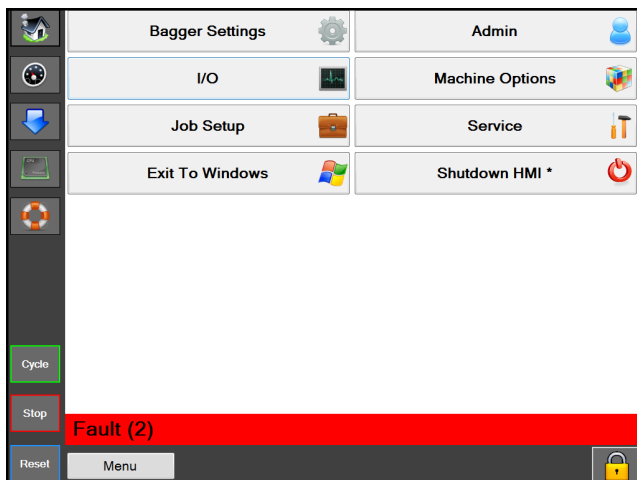 Bagger Settings
Admin
I/O
Machine Options
Job Setup
Service
Exit To Windows
Shutdown HMI *
Cycle
Stop
Fault (2)
Reset
Menu